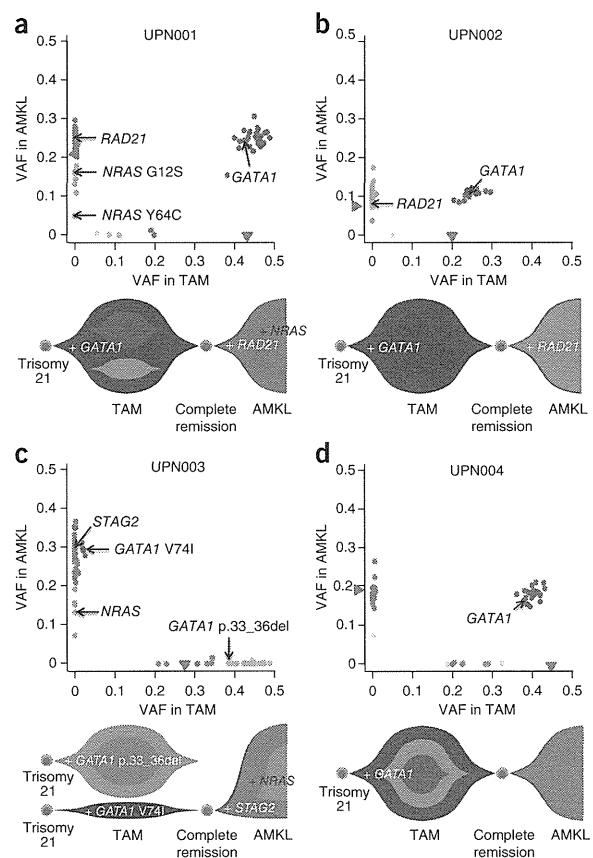 a
UPN001
0.5
0.4
0.3
0.2
0.1
0
VAF in AMKL
RAD21
NRAS G12S
NRAS Y64C
GATA1
0 0.1 0.2 0.3 0.4 0.5
VAF in TAM
+ GATA1
+ NRAS
+ RAD21
Trisomy
21
TAM
Complete
remission
AMKL
b
UPN002
0.5
0.4
0.3
0.2
0.1
0
VAF in AMKL
GATA1
RAD21
0 0.1 0.2 0.3 0.4 0.5
VAF in TAM
+ GATA1
+ RAD21
Trisomy
21
TAM
Complete
remission
AMKL
c
UPN003
0.5
0.4
0.3
0.2
0.1
0
VAF in AMKL
STAG2
GATA1 V74I
NRAS
GATA1 p.33_36del
0 0.1 0.2 0.3 0.4 0.5
VAF in TAM
+ GATA1 p.33_36del
Trisomy
21
+ NRAS
+ GATA1 V74I
+ STAG2
Trisomy
21
TAM
Complete
remission
AMKL
d
UPN004
0.5
0.4
0.3
0.2
0.1
0
VAF in AMKL
GATA1
0 0.1 0.2 0.3 0.4 0.5
VAF in TAM
+ GATA1
Trisomy
21
TAM
Complete
remission
AMKL